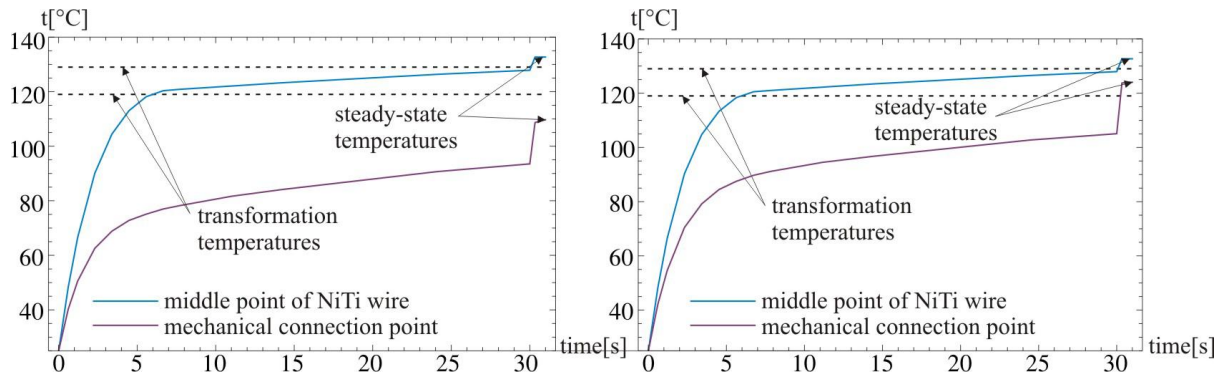 t[°C]
140
120
100
80
60
40
0 5 10 15 20 25 30 time[s]
steady-state
temperatures
transformation
temperatures
middle point of NiTi wire
mechanical connection point
t[°C]
140
120
100
80
60
40
0 5 10 15 20 25 30 time[s]
steady-state
temperatures
transformation
temperatures
middle point of NiTi wire
mechanical connection point